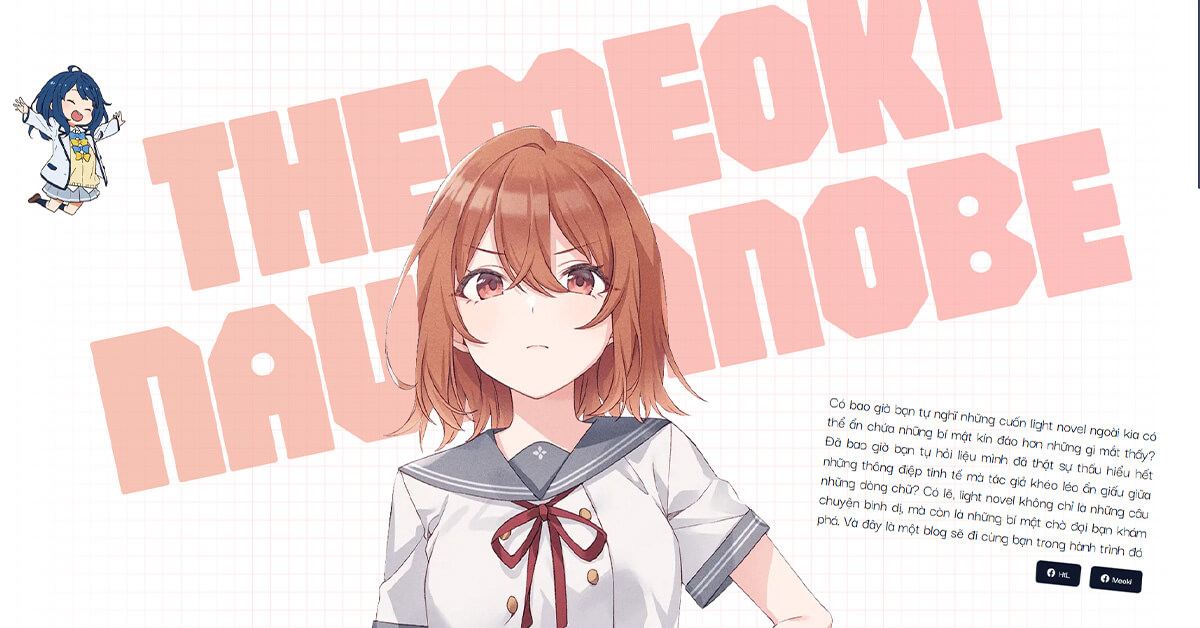 THEMEOKI
NAU ANOBE
Có bao giờ bạn tự nghĩ những cuốn light novel ngoài kia có
thể ẩn chứa những bí mật kín đáo hơn những gì mắt thấy?
Đã bao giờ bạn tự hỏi liệu mình đã thật sự thấu hiểu hết
những thông điệp tinh tế mà tác giả khéo léo ẩn giấu giữa
những dòng chữ? Có lẽ, light novel không chỉ là những câu
chuyện bình dị, mà còn là những bí mật chờ đợi bạn khám
phá. Và đây là một blog sẽ đi cùng bạn trong hành trình đó
HtL
Meoki